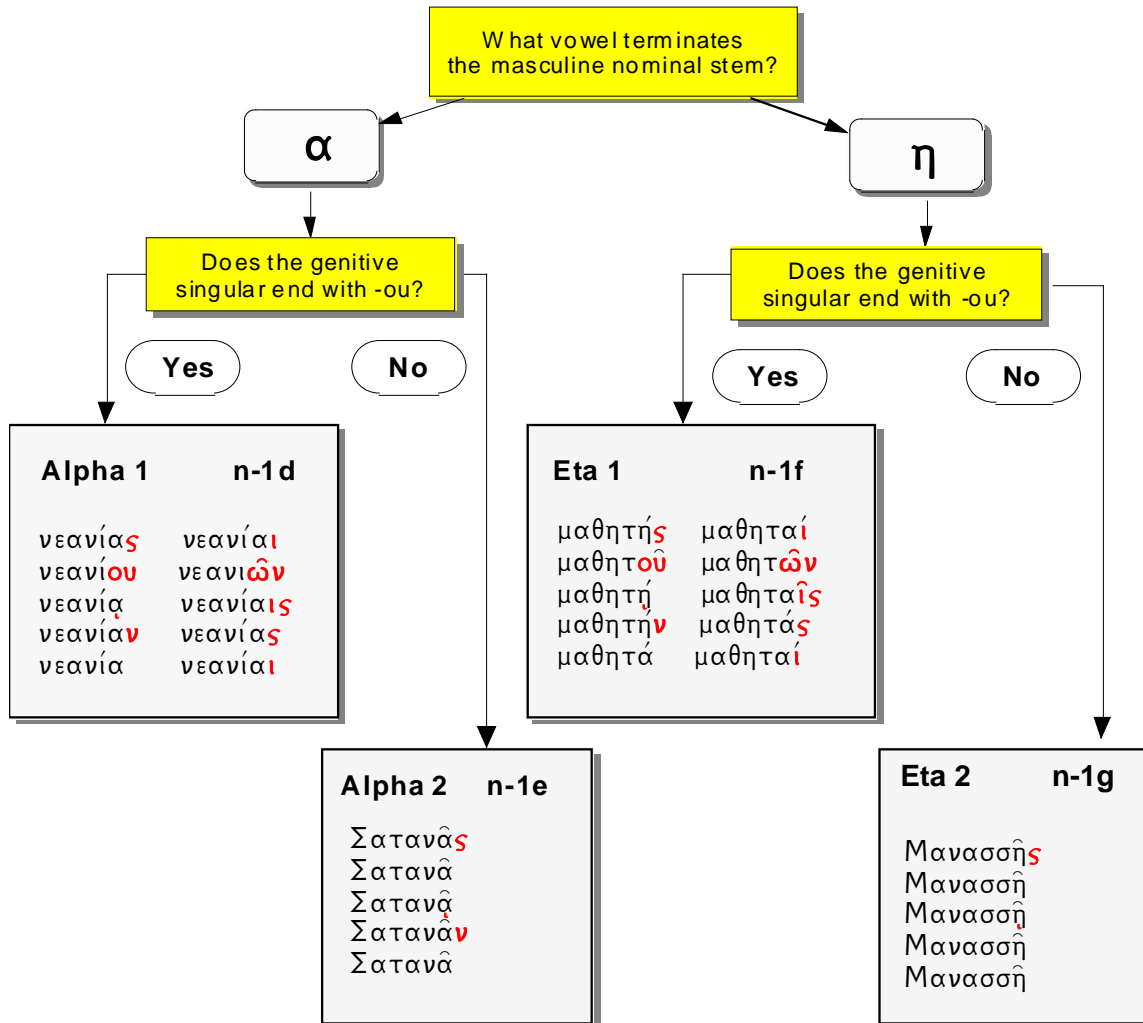 What vowel terminates
the masculine nominal stem?
α
η
Does the genitive
singular end with -ou?
Does the genitive
singular end with -ou?
Yes
No
Yes
No
Alpha 1 n-1d
νεανίας νεανίαι
νεανίου νεανιῶν
νεανίᾳ νεανίαις
νεανίαν νεανίας
νεανία νεανίαι
Eta 1 n-1f
μαθητής μαθηταί
μαθητοῦ μαθητῶν
μαθητῄ μαθηταῖς
μαθητήν μαθητάς
μαθητά μαθηταί
Alpha 2 n-1e
Σατανᾶς
Σατανᾶ
Σατανᾷ
Σατανᾶν
Σατανᾶ
Eta 2 n-1g
Μανασσῆς
Μανασσῆ
Μανασσῇ
Μανασσῆ
Μανασσῆ